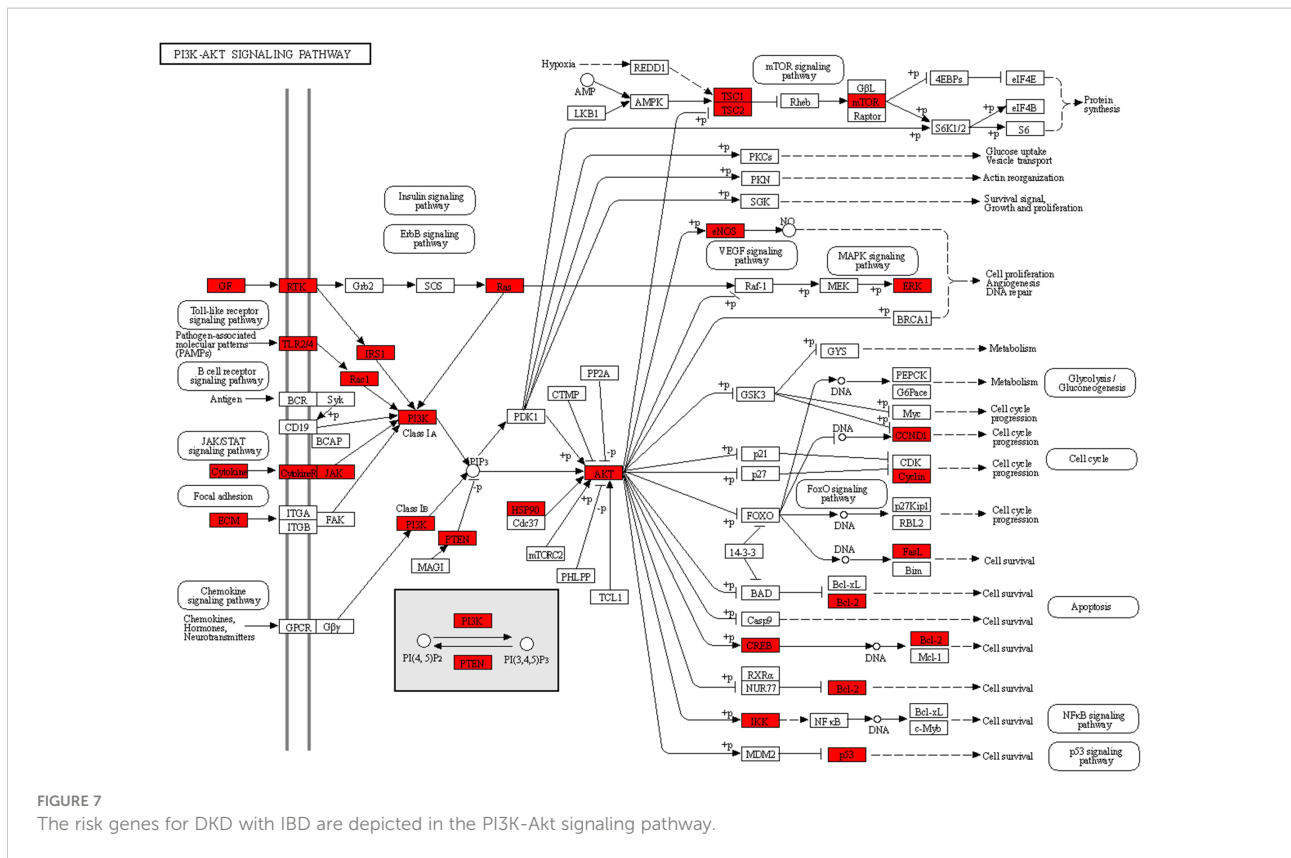 PI3K-AKT SIGNALING PATHWAY
Hypoxia
REDD1
mTOR signaling
pathway
AMP
LKB1
AMPK
+p
TSC1
TSC2
+p
Rheb
GβL
mTOR
Raptor
+p
4EBPs
eIF4E
+p
eIF4B
S6K1/2
+p
+p
S6
Protein
synthesis
+p
PKCs
Glucose uptake
Vesicle transport
+p
PKN
Actin reorganization
+p
SGK
Survival signal,
Growth and proliferation
Insulin signaling
pathway
ErbB signaling
pathway
+p
eNOS
NO
VEGF signaling
pathway
MAPK signaling
pathway
GF
RTK
Grb2
SOS
Ras
Raf-1
+p
+p
MEK
+p
ERK
BRCA1
Cell proliferation
Angiogenesis
DNA repair
Toll-like receptor
signaling pathway
Pathogen-associated
molecular patterns
(PAMPs)
TLR2/4
IRS1
Rac1
B cell receptor
signaling pathway
Antigen
BCR
Syk
+p
CD19
BCAP
PI3K
Class IA
PDK1
CTMP
PP2A
+p
GSK3
+p
GYS
Metabolism
DNA
PEPCK
G6Pace
Metabolism
Glycolysis /
Gluconeogenesis
+p
Myc
+p
Cell cycle
progression
DNA
CCND1
Cell cycle
progression
JAK/STAT
signaling pathway
Cytokine
CytokineR
JAK
PIP3
-p
+p
-p
AKT
+p
p21
+p
p27
CDK
Cyclin
Cell cycle
progression
Cell cycle
Focal adhesion
ECM
ITGA
ITGB
FAK
Class IB
PI3K
PTEN
MAGI
HSP90
Cdc37
+p
-p
mTORC2
PHLPP
TCL1
+p
FOXO
FoxO signaling
pathway
DNA
p27Kip1
RBL2
Cell cycle
progression
14-3-3
DNA
FasL
Bim
Cell survival
Chemokine
signaling pathway
Chemokines,
Hormones,
Neurotransmitters
GPCR
Gβγ
PI3K
PI(4, 5)P2
PI(3,4,5)P3
PTEN
+p
BAD
Bcl-xL
Bcl-2
Cell survival
Apoptosis
+p
Casp9
Cell survival
+p
CREB
DNA
Bcl-2
Mcl-1
Cell survival
+p
RXRα
NUR77
Bcl-2
Cell survival
+p
IKK
NFκB
DNA
Bcl-xL
c-Myb
Cell survival
NFκB signaling
pathway
+p
MDM2
p53
Cell survival
p53 signaling
pathway
FIGURE 7
The risk genes for DKD with IBD are depicted in the PI3K-Akt signaling pathway.